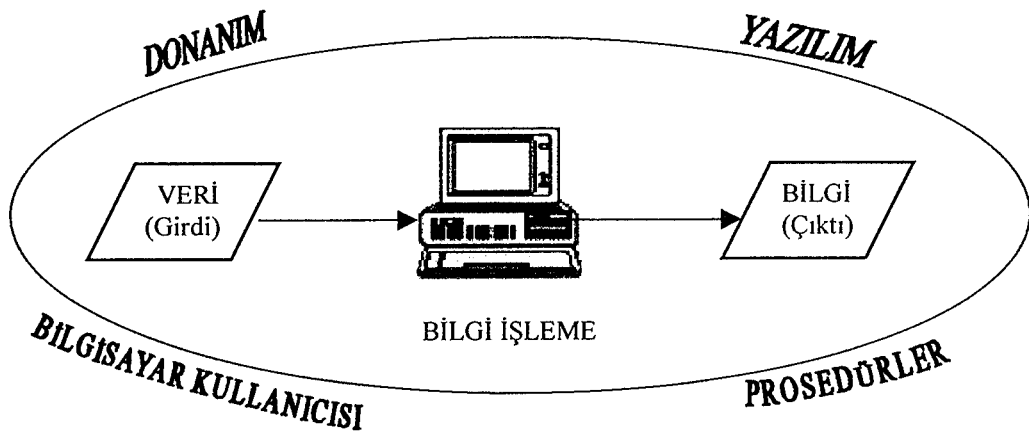 DONANIM
YAZILIM
VERİ
(Girdi)
BİLGİ
(Çıktı)
BİLGİ İŞLEME
BİLGİSAYAR KULLANICISI
PROSEDÜRLER